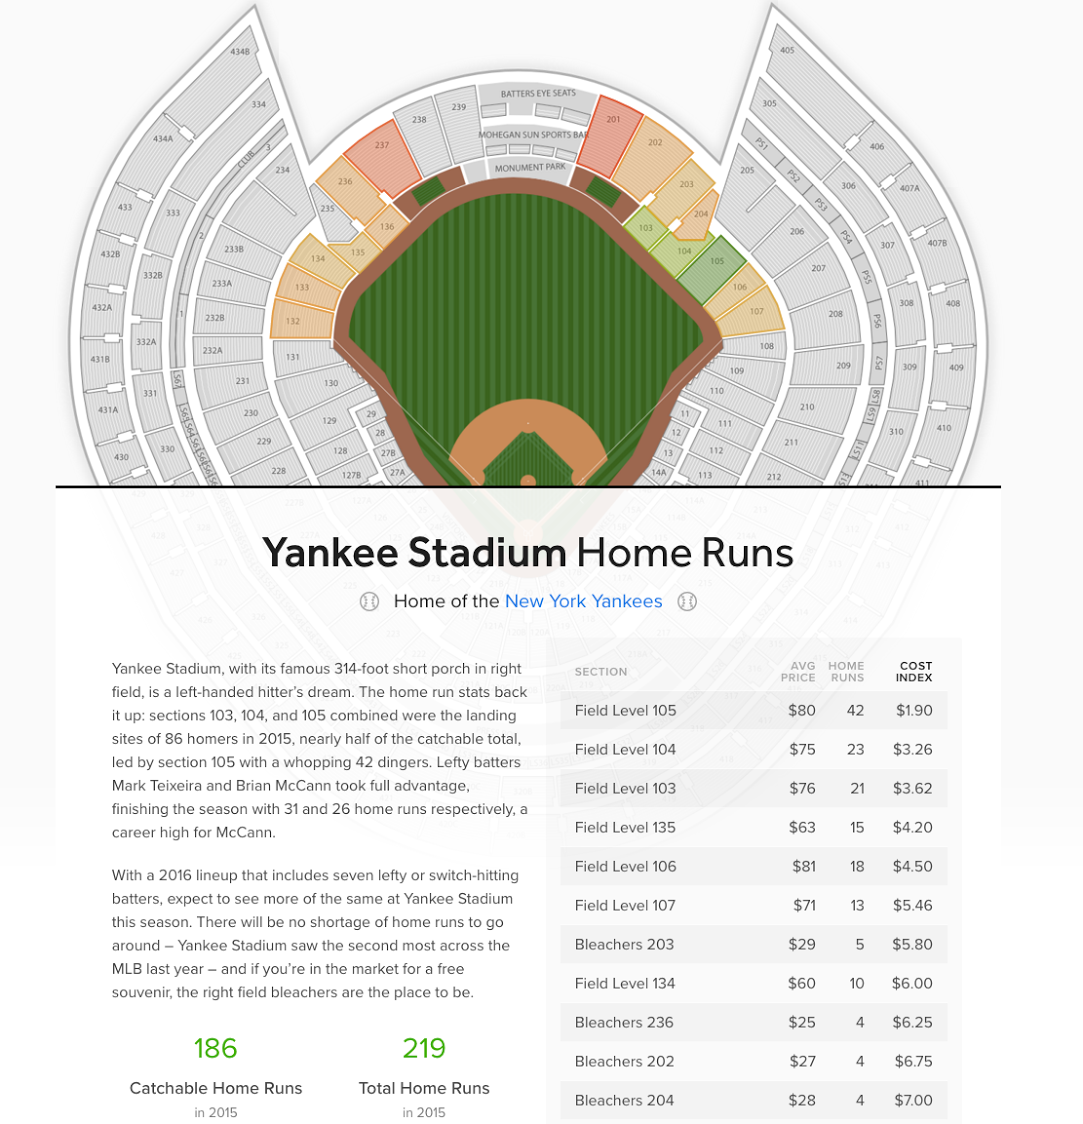 434B
405
334
239
BATTERS EYE SEATS
201
305
434A
238
MOHEGAN SUN SPORTS BAR
202
PS1
406
237
3
CLUB
234
MONUMENT PARK
205
PS2
306
407A
236
203
433
333
235
204
PS3
136
103
206
PS4
307
407B
2
233B
432B
134
135
104
105
332B
233A
133
106
207
PS5
432A
1
232B
132
107
208
308
408
PS6
332A
431B
232A
131
108
209
PS7
309
409
331
231
130
109
431A
110
210
LS8
LS9
230
129
29
11
111
310
410
28
12
229
128
27B
13
112
211
LS11
430
330
228
127B
27A
14A
113
212
411
Yankee Stadium Home Runs
Home of the New York Yankees
Yankee Stadium, with its famous 314-foot short porch in right
field, is a left-handed hitter's dream. The home run stats back
it up: sections 103, 104, and 105 combined were the landing
sites of 86 homers in 2015, nearly half of the catchable total,
led by section 105 with a whopping 42 dingers. Lefty batters
Mark Teixeira and Brian McCann took full advantage,
finishing the season with 31 and 26 home runs respectively, a
career high for McCann.
With a 2016 lineup that includes seven lefty or switch-hitting
batters, expect to see more of the same at Yankee Stadium
this season. There will be no shortage of home runs to go
around – Yankee Stadium saw the second most across the
MLB last year – and if you're in the market for a free
souvenir, the right field bleachers are the place to be.
186
219
Catchable Home Runs
Total Home Runs
in 2015
in 2015
SECTION AVG PRICE HOME RUNS COST INDEX
Field Level 105 $80 42 $1.90
Field Level 104 $75 23 $3.26
Field Level 103 $76 21 $3.62
Field Level 135 $63 15 $4.20
Field Level 106 $81 18 $4.50
Field Level 107 $71 13 $5.46
Bleachers 203 $29 5 $5.80
Field Level 134 $60 10 $6.00
Bleachers 236 $25 4 $6.25
Bleachers 202 $27 4 $6.75
Bleachers 204 $28 4 $7.00